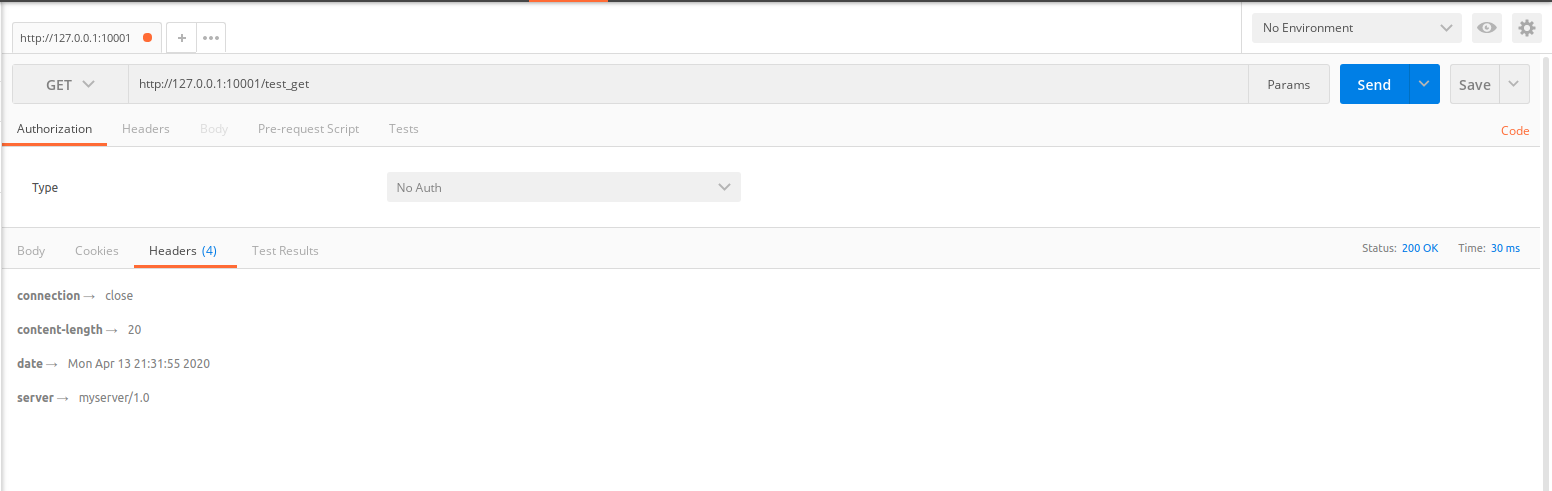 http://127.0.0.1:10001 + ••• No Environment
GET http://127.0.0.1:10001/test_get Params Send Save
Authorization Headers Body Pre-request Script Tests Code
Type No Auth
Body Cookies Headers (4) Test Results Status: 200 OK Time: 30 ms
connection → close
content-length → 20
date → Mon Apr 13 21:31:55 2020
server → myserver/1.0